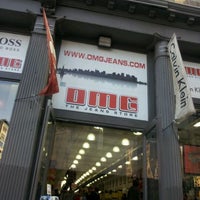 WWW.OMGJEANS.COM
OMG
THE JEANS STORE
OSS
Calvin Klein